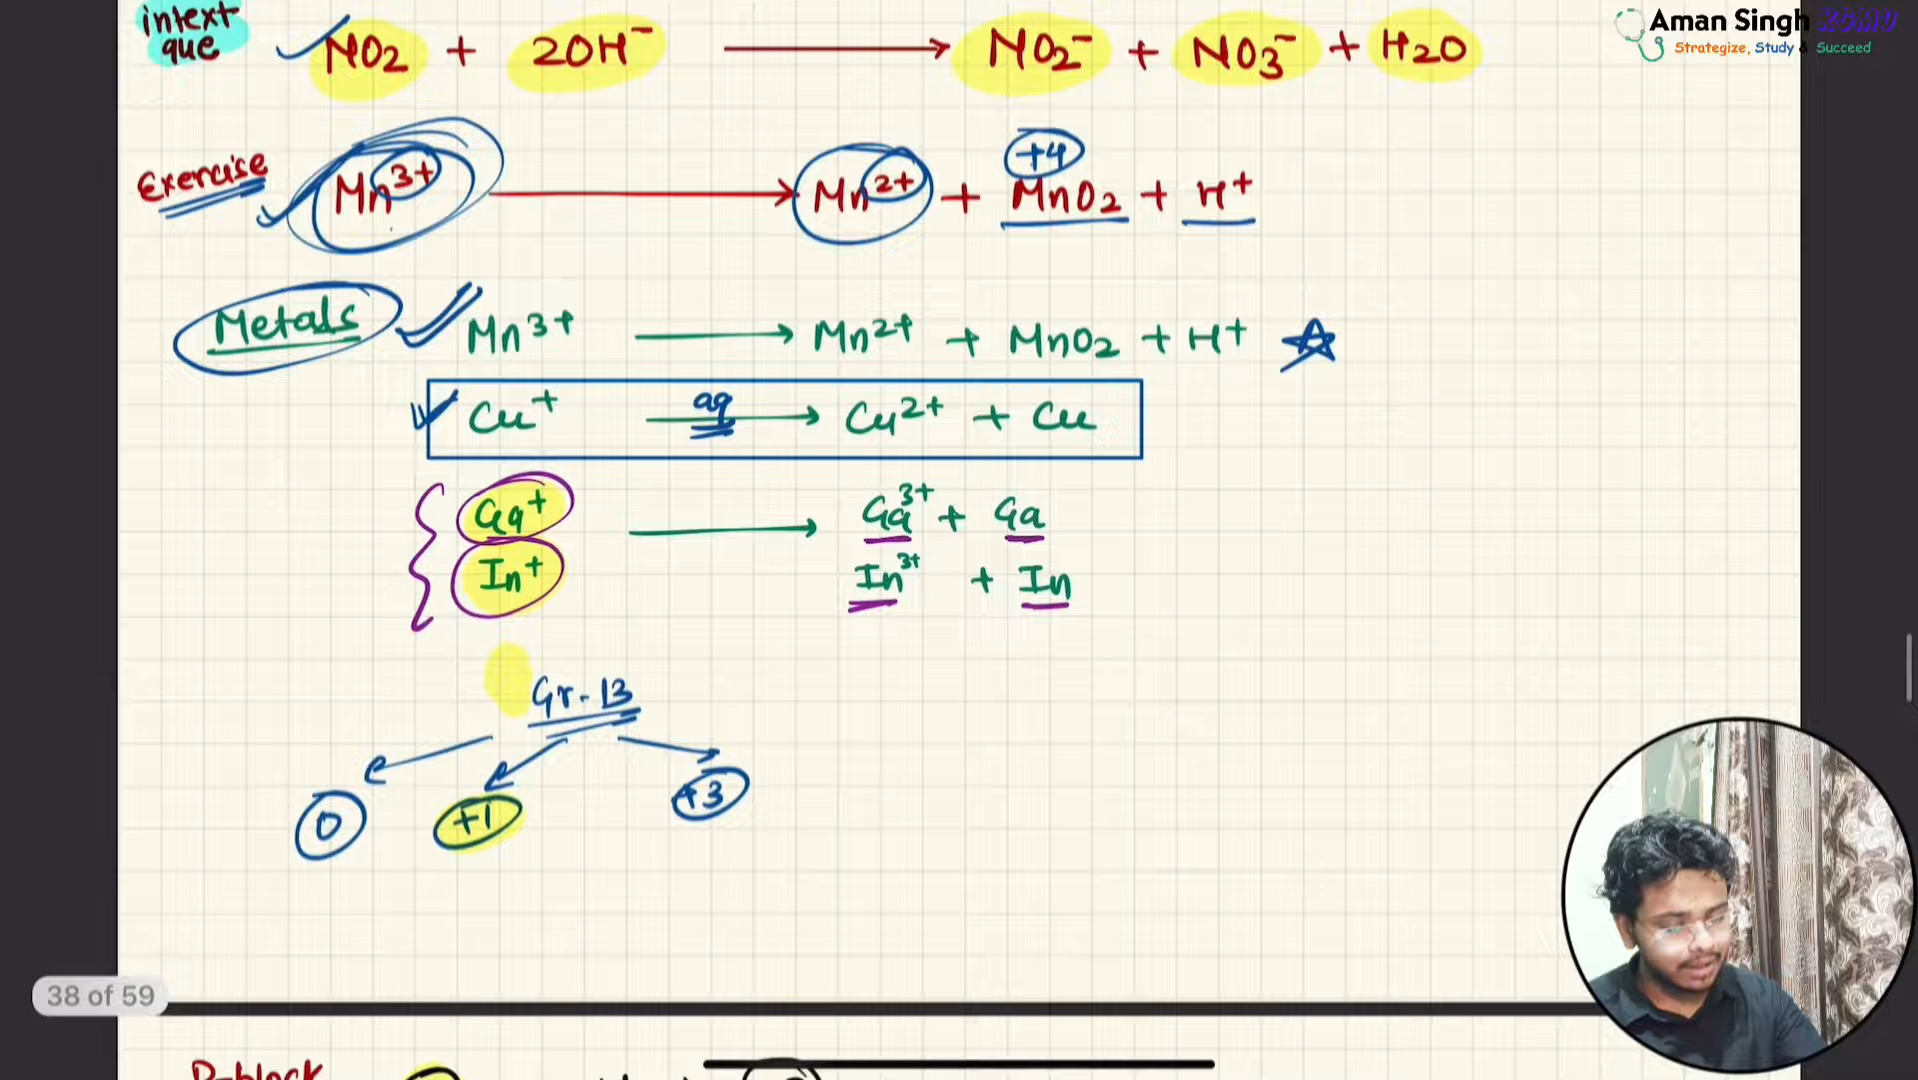 intext
que
NO2 + 2OH⁻ ⟶ NO2⁻ + NO3⁻ + H2O
Aman Singh
Strategize, Study & Succeed
+4
Exercise Mn³⁺ ⟶ Mn²⁺ + MnO2 + H⁺
Metals Mn³⁺ ⟶ Mn²⁺ + MnO2 + H⁺
aq
Cu⁺ ⟶ Cu²⁺ + Cu
Ga⁺ ⟶ Ga³⁺ + Ga
In⁺ In³⁺ + In
Gr-13
0 +1 +3
38 of 59